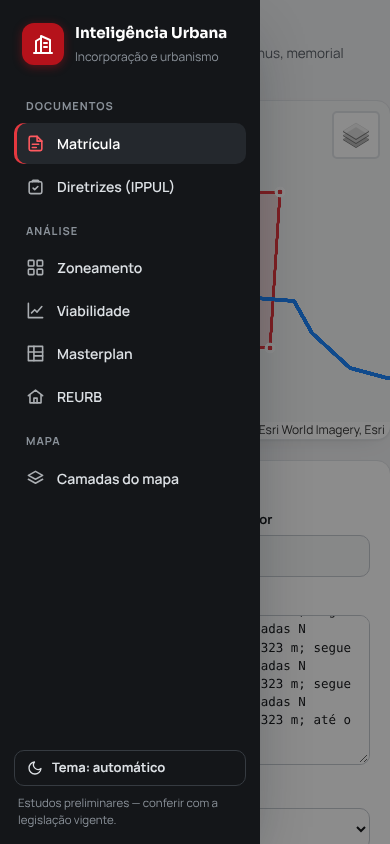 Inteligência Urbana
Incorporação e urbanismo
nus, memorial
DOCUMENTOS
Matrícula
Diretrizes (IPPUL)
ANÁLISE
Zoneamento
Viabilidade
Masterplan
REURB
Esri World Imagery, Esri
MAPA
Camadas do mapa
or
adas N
323 m; segue
adas N
323 m; segue
adas N
323 m; até o
Tema: automático
Estudos preliminares — conferir com a
legislação vigente.